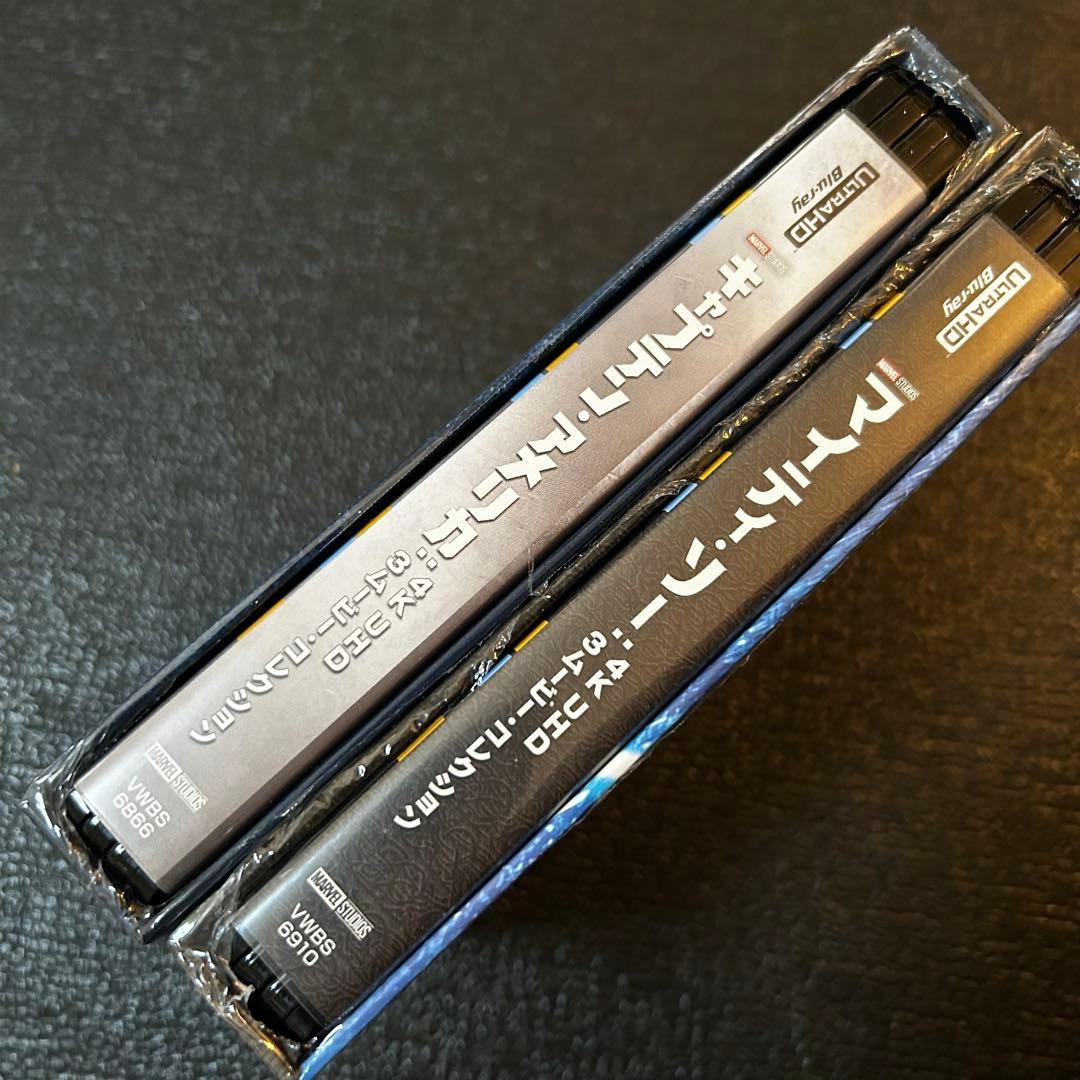 ULTRA HD
Blu-ray
MARVEL STUDIOS
キャプテン・アメリカ:4K UHD
3ムービー・コレクション
MARVEL STUDIOS
VWBS
6866
ULTRA HD
Blu-ray
MARVEL STUDIOS
マイティ・ソー:4K UHD
3ムービー・コレクション
MARVEL STUDIOS
VWBS
6910